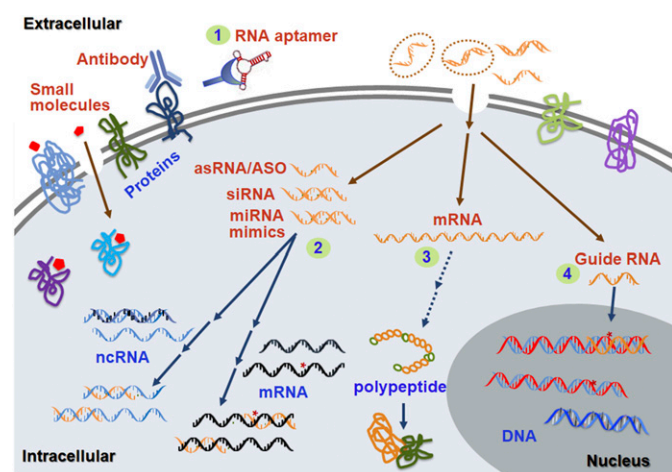 Extracellular
1 RNA aptamer
Antibody
Small
molecules
Proteins
asRNA/ASO
siRNA
miRNA
mimics
2
mRNA
3
4
Guide RNA
ncRNA
mRNA
polypeptide
DNA
Intracellular
Nucleus